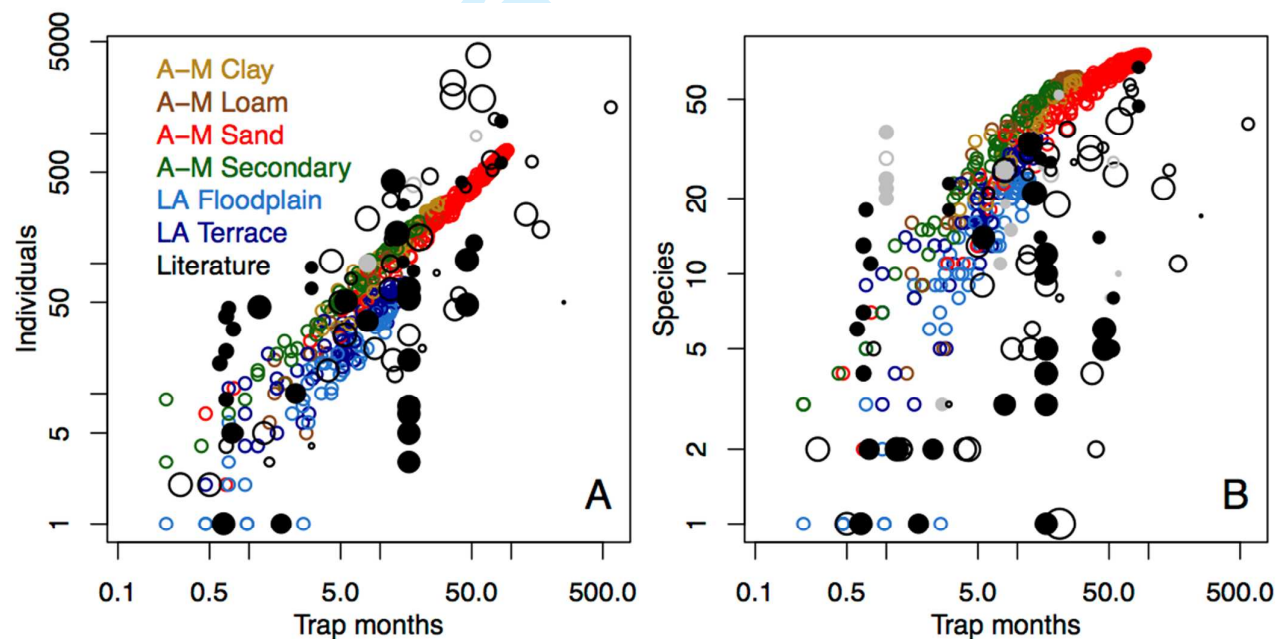 5000
500
50
5
1
Individuals
A−M Clay
A−M Loam
A−M Sand
A−M Secondary
LA Floodplain
LA Terrace
Literature
A
0.1 0.5 5.0 50.0 500.0
Trap months
50
20
10
5
2
1
Species
B
0.1 0.5 5.0 50.0 500.0
Trap months